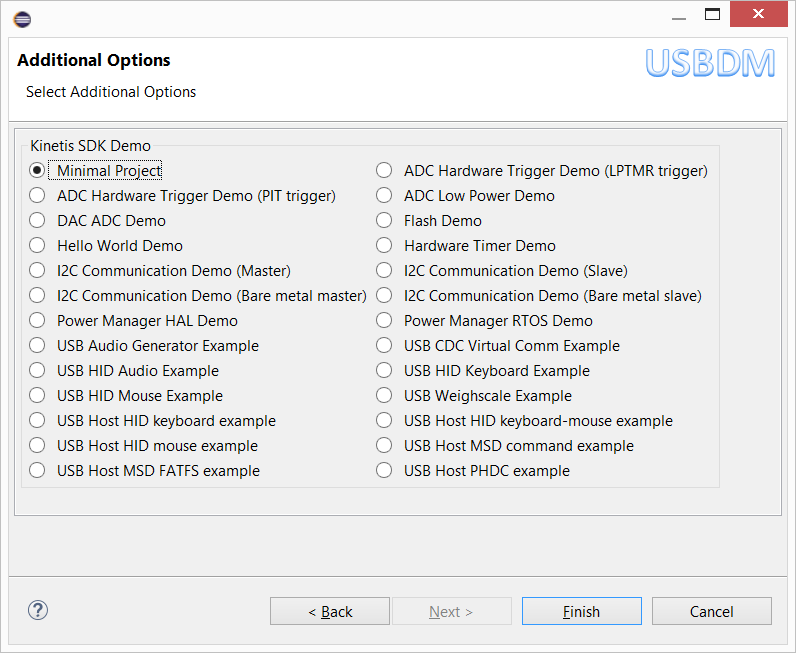 Additional Options
USBDM
Select Additional Options
Kinetis SDK Demo
Minimal Project
ADC Hardware Trigger Demo (LPTMR trigger)
ADC Hardware Trigger Demo (PIT trigger)
ADC Low Power Demo
DAC ADC Demo
Flash Demo
Hello World Demo
Hardware Timer Demo
I2C Communication Demo (Master)
I2C Communication Demo (Slave)
I2C Communication Demo (Bare metal master)
I2C Communication Demo (Bare metal slave)
Power Manager HAL Demo
Power Manager RTOS Demo
USB Audio Generator Example
USB CDC Virtual Comm Example
USB HID Audio Example
USB HID Keyboard Example
USB HID Mouse Example
USB Weighscale Example
USB Host HID keyboard example
USB Host HID keyboard-mouse example
USB Host HID mouse example
USB Host MSD command example
USB Host MSD FATFS example
USB Host PHDC example
?
< Back
Next >
Finish
Cancel